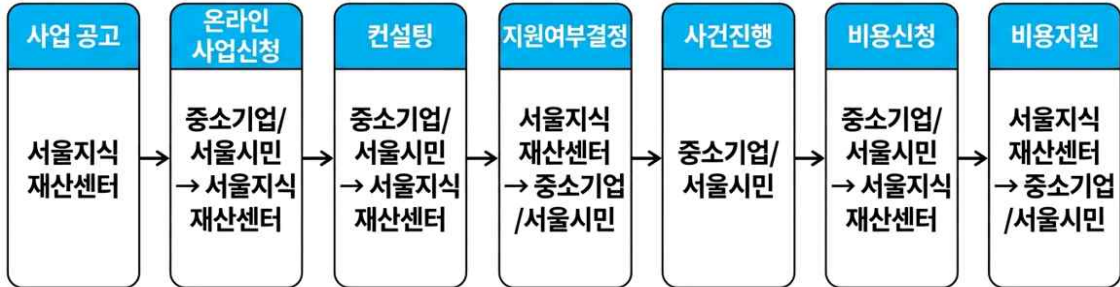 사업 공고
서울지식
재산센터
온라인
사업신청
중소기업/
서울시민
→ 서울지식
재산센터
컨설팅
중소기업/
서울시민
→ 서울지식
재산센터
지원여부결정
서울지식
재산센터
→ 중소기업
/서울시민
사건진행
중소기업/
서울시민
비용신청
중소기업/
서울시민
→ 서울지식
재산센터
비용지원
서울지식
재산센터
→ 중소기업
/서울시민